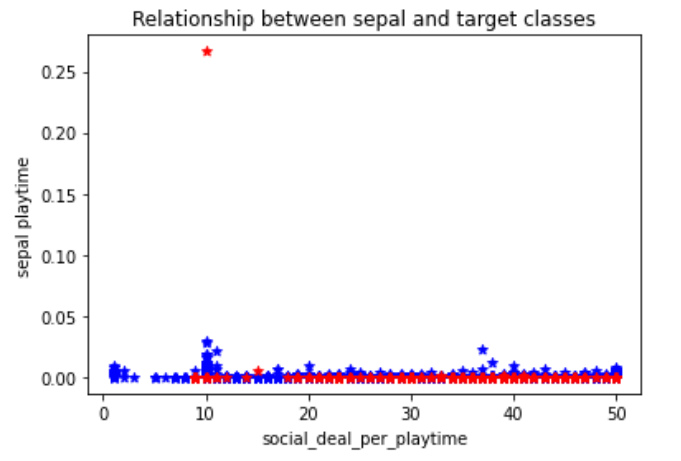 Relationship between sepal and target classes
sepal playtime
0.25
0.20
0.15
0.10
0.05
0.00
0 10 20 30 40 50
social_deal_per_playtime